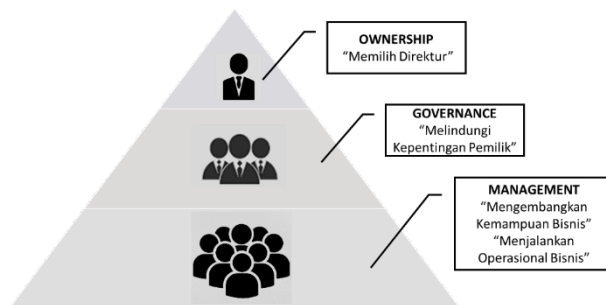 OWNERSHIP
“Memilih Direktur”
GOVERNANCE
“Melindungi
Kepentingan Pemilik”
MANAGEMENT
“Mengembangkan
Kemampuan Bisnis”
“Menjalankan
Operasional Bisnis”